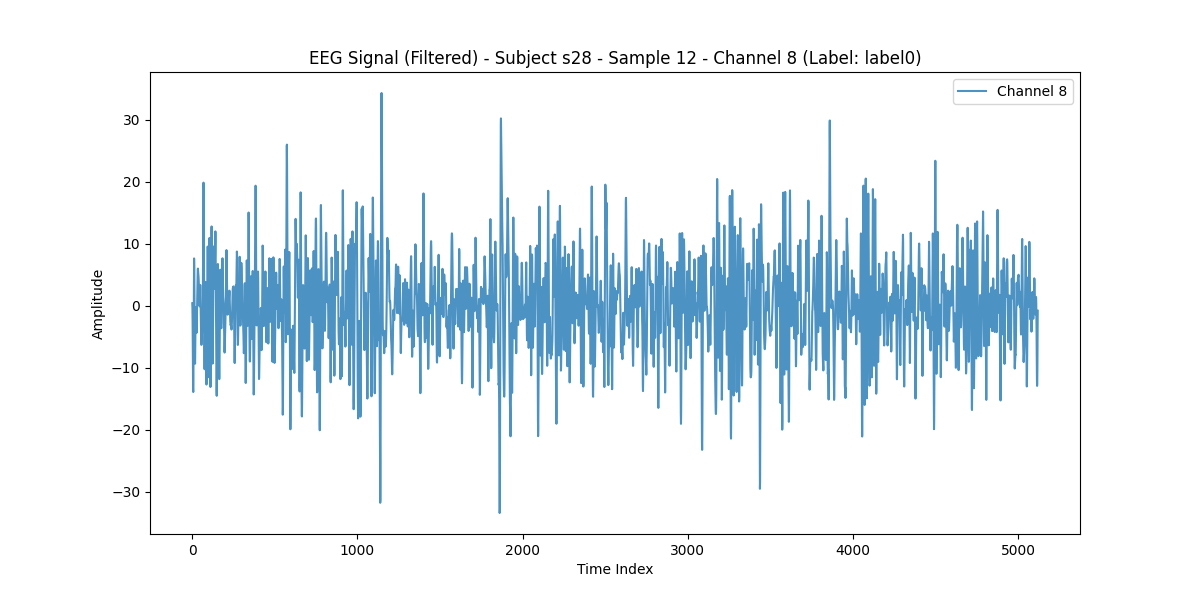 EEG Signal (Filtered) - Subject s28 - Sample 12 - Channel 8 (Label: label0)
Channel 8
30
20
10
0
−10
−20
−30
Amplitude
0 1000 2000 3000 4000 5000
Time Index